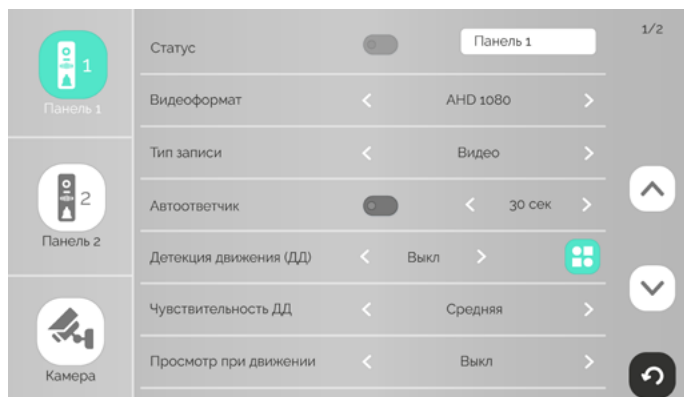 1
Панель 1
2
Панель 2
Камера
Статус
Панель 1
1/2
Видеоформат
AHD 1080
Тип записи
Видео
Автоответчик
30 сек
Детекция движения (ДД)
Выкл
Чувствительность ДД
Средняя
Просмотр при движении
Выкл